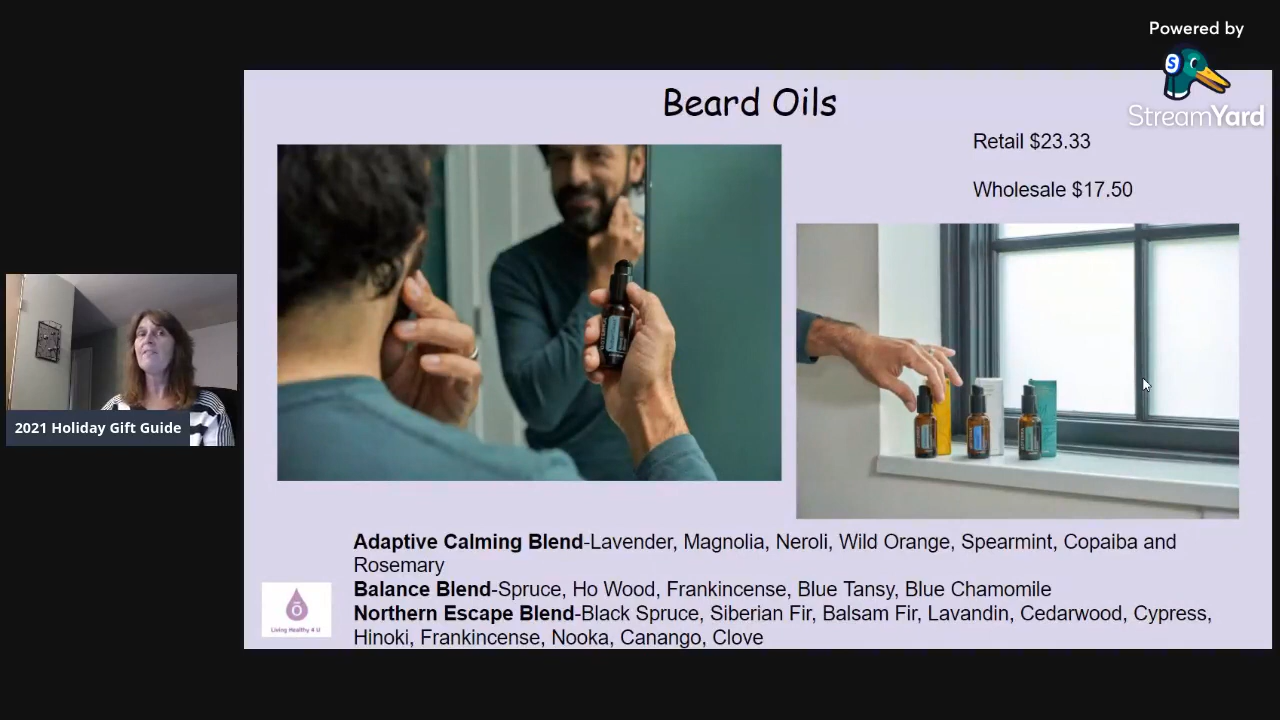 Powered by
StreamYard
Beard Oils
Retail $23.33
Wholesale $17.50
2021 Holiday Gift Guide
Adaptive Calming Blend-Lavender, Magnolia, Neroli, Wild Orange, Spearmint, Copaiba and
Rosemary
Balance Blend-Spruce, Ho Wood, Frankincense, Blue Tansy, Blue Chamomile
Northern Escape Blend-Black Spruce, Siberian Fir, Balsam Fir, Lavandin, Cedarwood, Cypress,
Hinoki, Frankincense, Nooka, Canango, Clove
Living Healthy 4 U